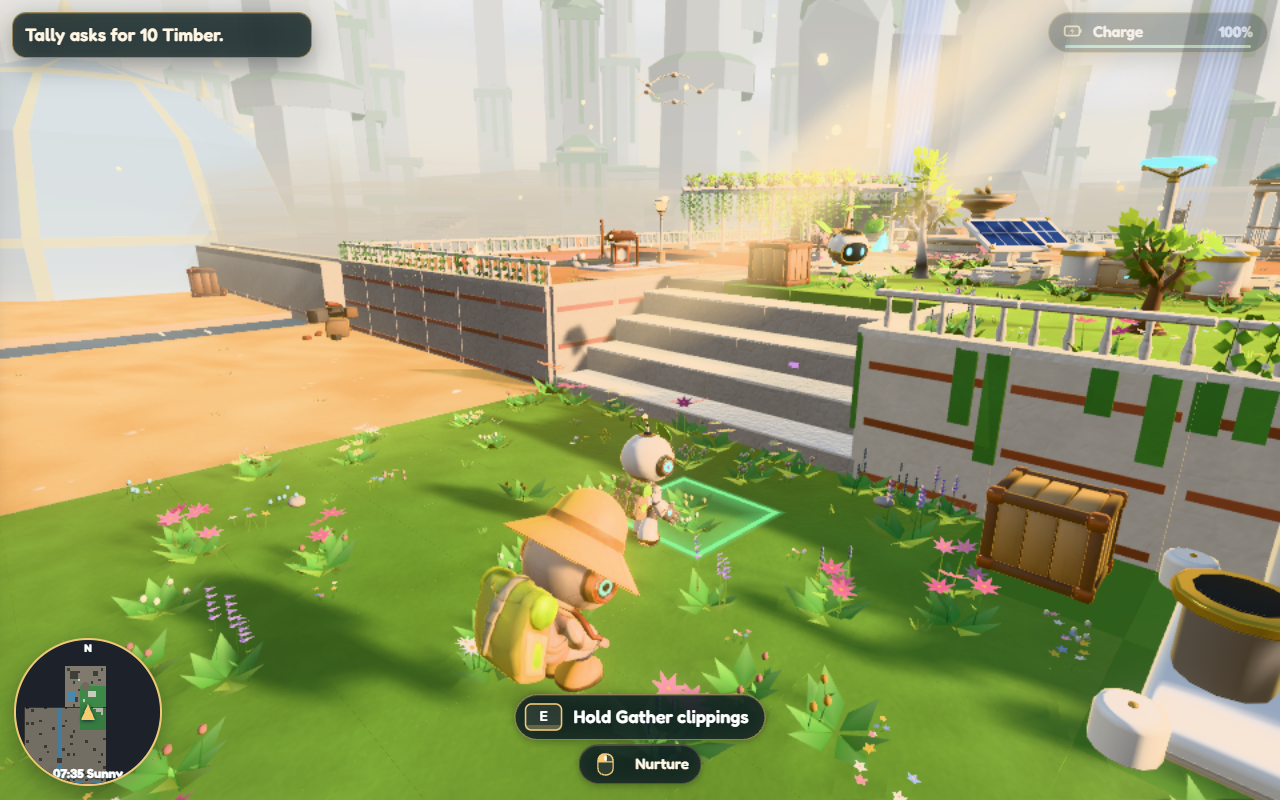 Tally asks for 10 Timber.
Charge 100%
E Hold Gather clippings
Nurture
N
07:35 Sunny